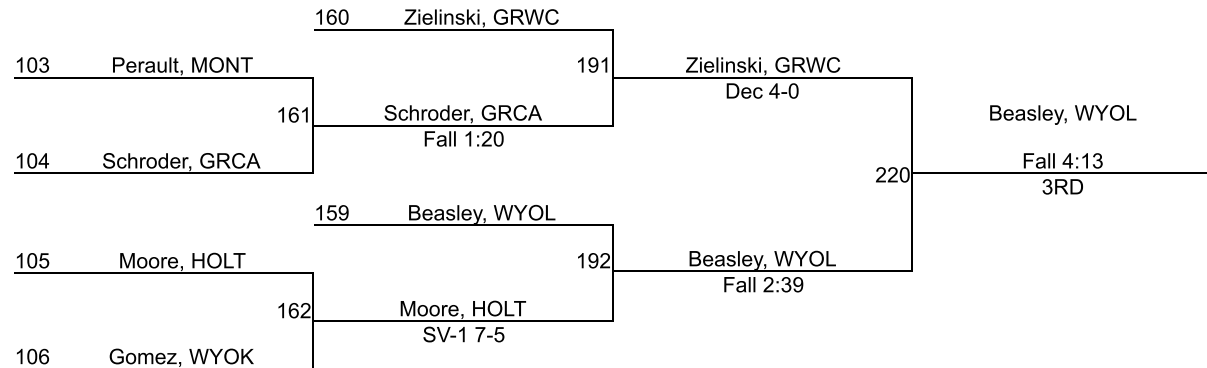 160 Zielinski, GRWC
103 Perault, MONT
191 Zielinski, GRWC
Dec 4-0
161 Schroder, GRCA
Fall 1:20
Beasley, WYOL
104 Schroder, GRCA
Fall 4:13
220
3RD
159 Beasley, WYOL
105 Moore, HOLT
192 Beasley, WYOL
Fall 2:39
162 Moore, HOLT
SV-1 7-5
106 Gomez, WYOK